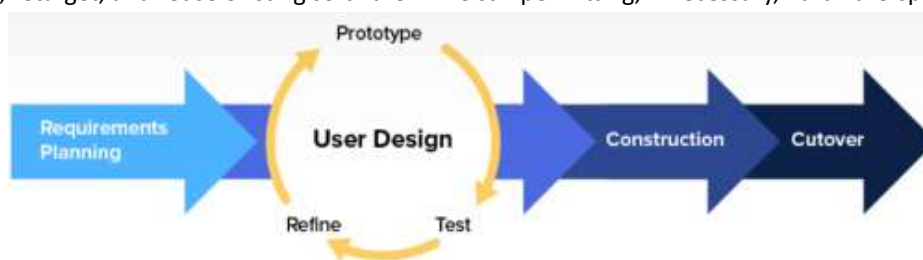 Prototype
Requirements
Planning
User Design
Construction
Cutover
Refine
Test